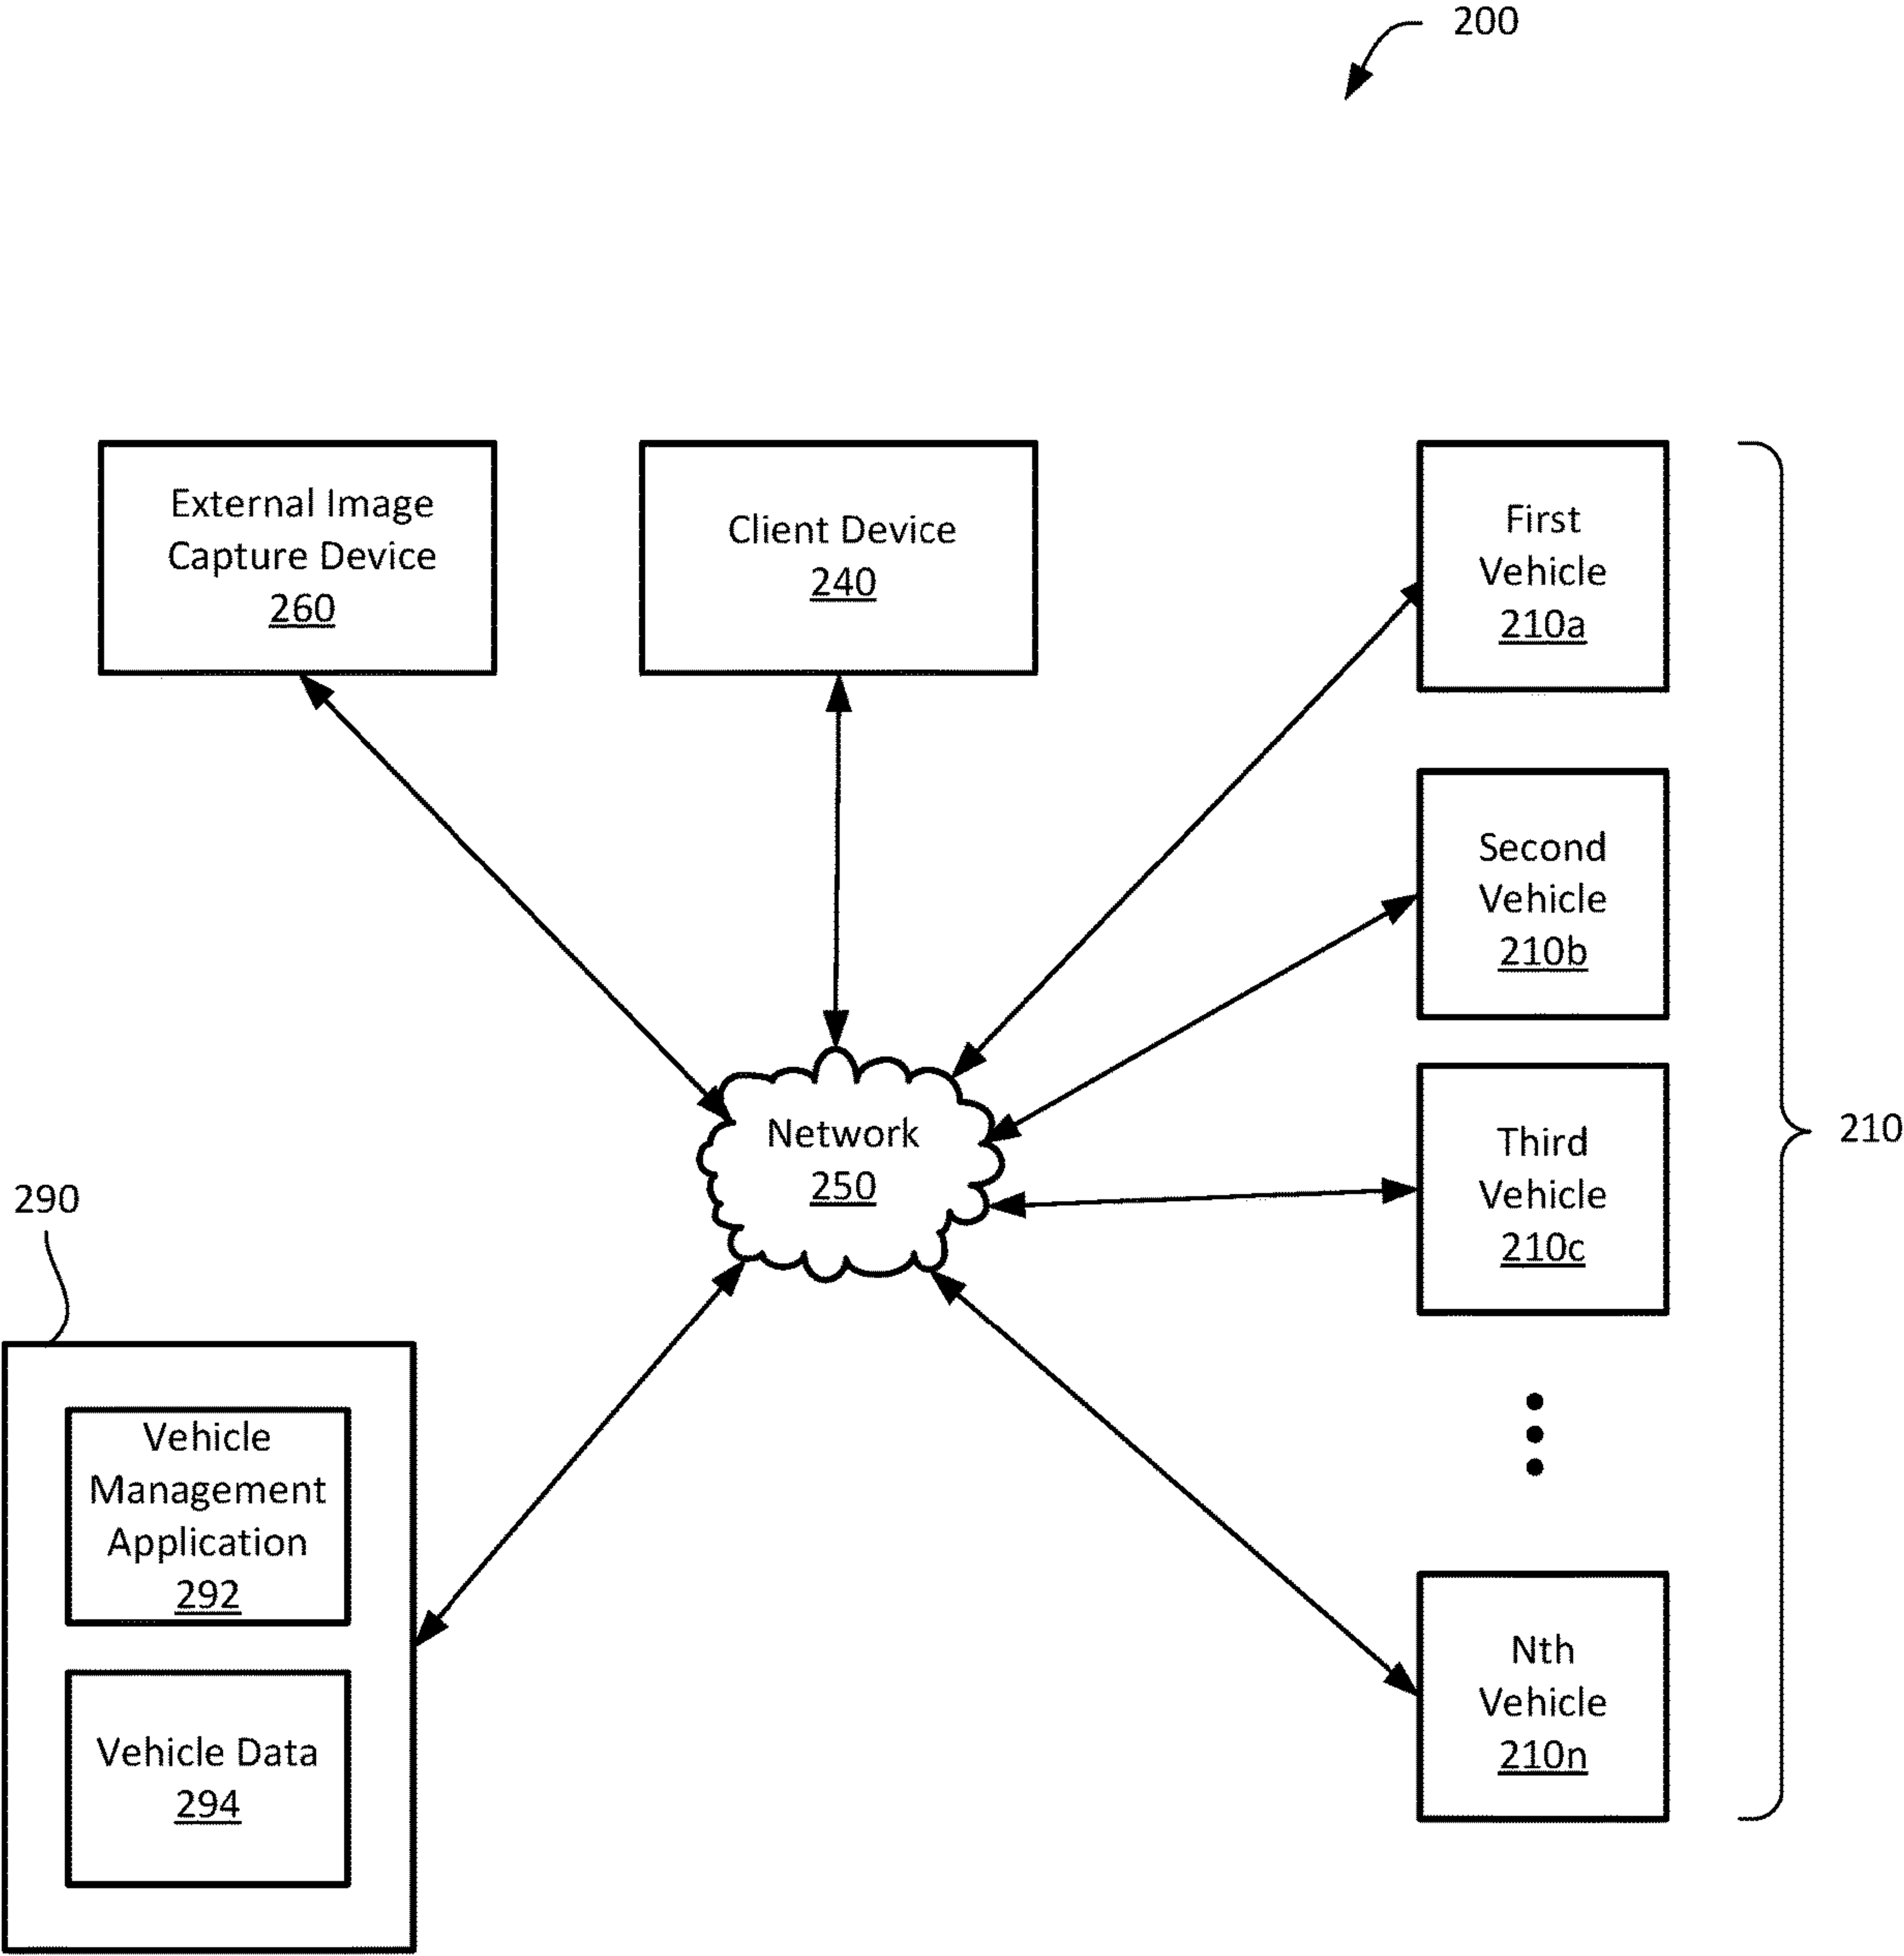 200
External Image
Capture Device
260
Client Device
240
First
Vehicle
210a
Second
Vehicle
210b
Third
Vehicle
210c
Nth
Vehicle
210n
210
Network
250
290
Vehicle
Management
Application
292
Vehicle Data
294